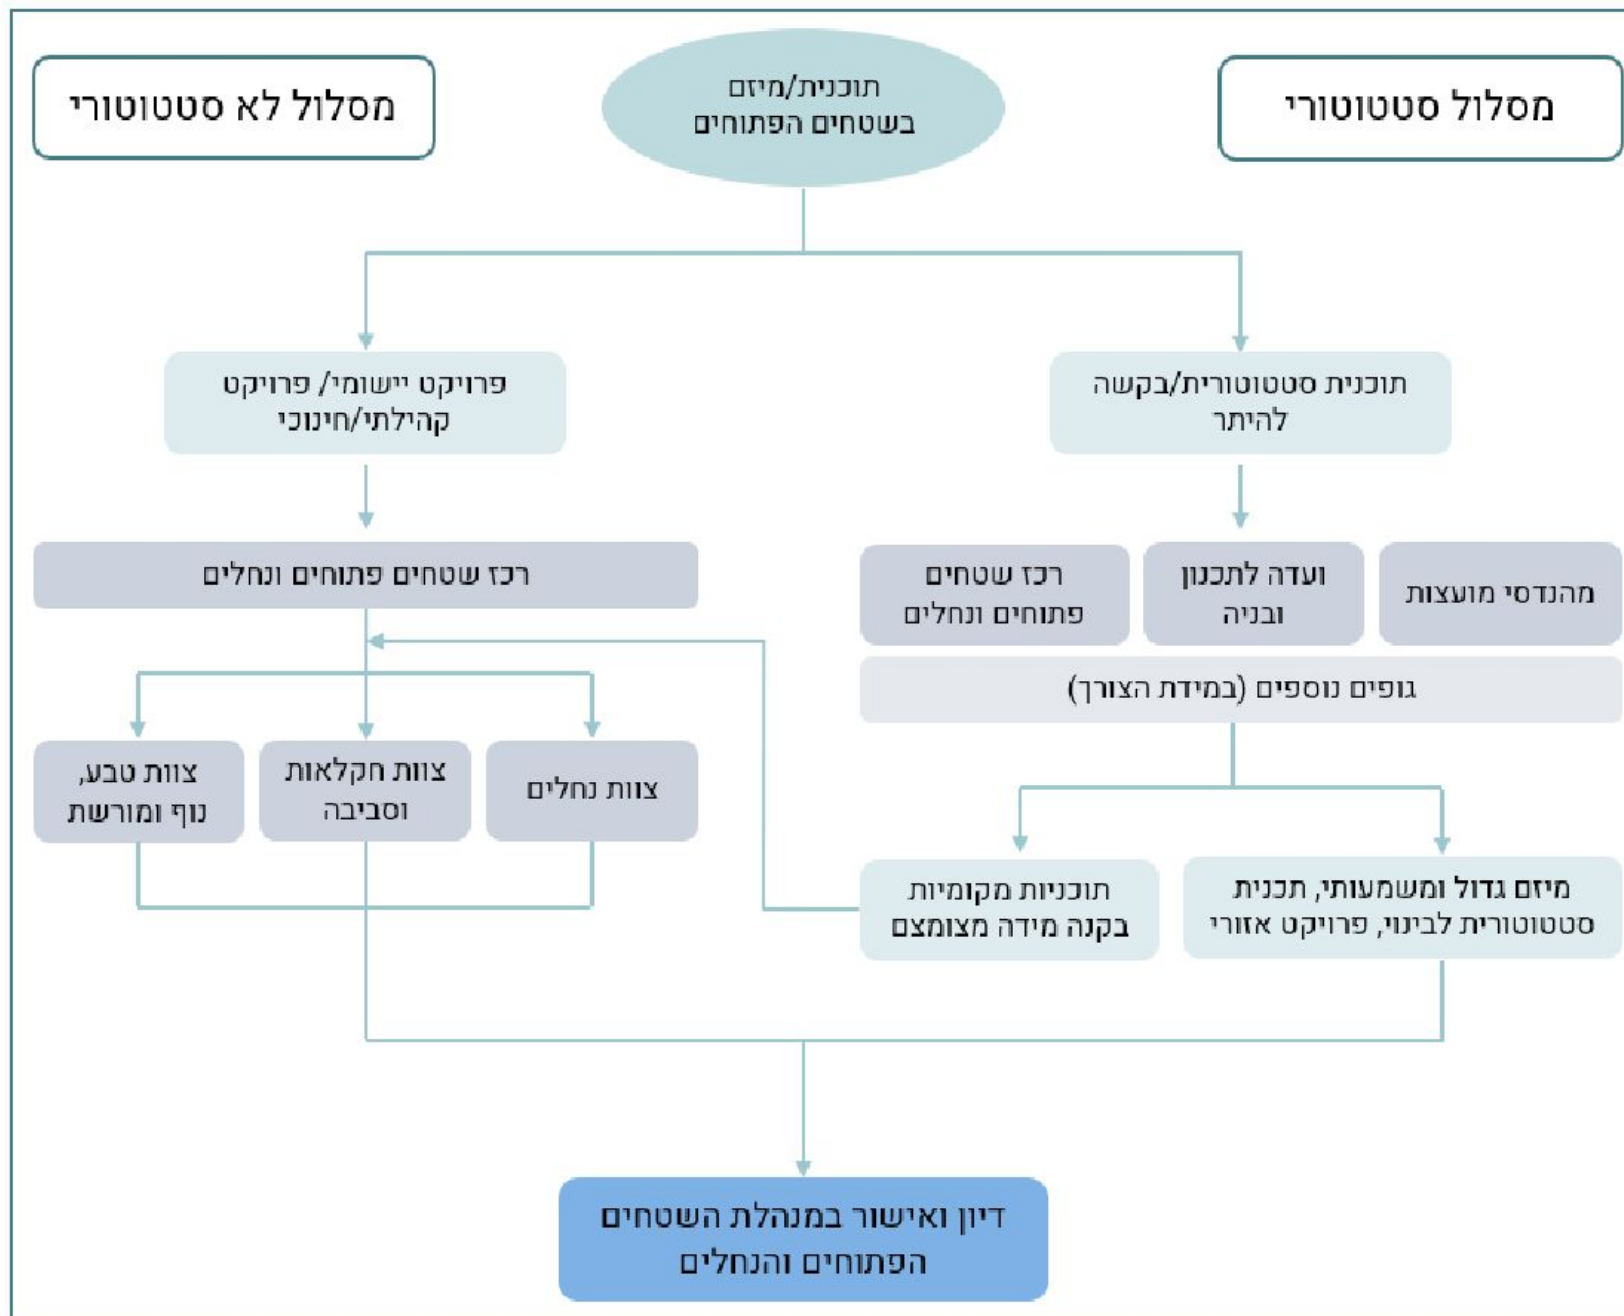 מסלול סטטוטורי
תוכנית/מיזם
בשטחים הפתוחים
מסלול לא סטטוטורי
תוכנית סטטוטורית/בקשה
להיתר
פרויקט יישומי/ פרויקט
קהילתי/חינוכי
מהנדסי מועצות
ועדה לתכנון
ובניה
רכז שטחים
פתוחים ונחלים
רכז שטחים פתוחים ונחלים
גופים נוספים (במידת הצורך)
צוות נחלים
צוות חקלאות
וסביבה
צוות טבע,
נוף ומורשת
מיזם גדול ומשמעותי, תכנית
סטטוטורית לבינוי, פרויקט אזורי
תוכניות מקומיות
בקנה מידה מצומצם
דיון ואישור במנהלת השטחים
הפתוחים והנחלים